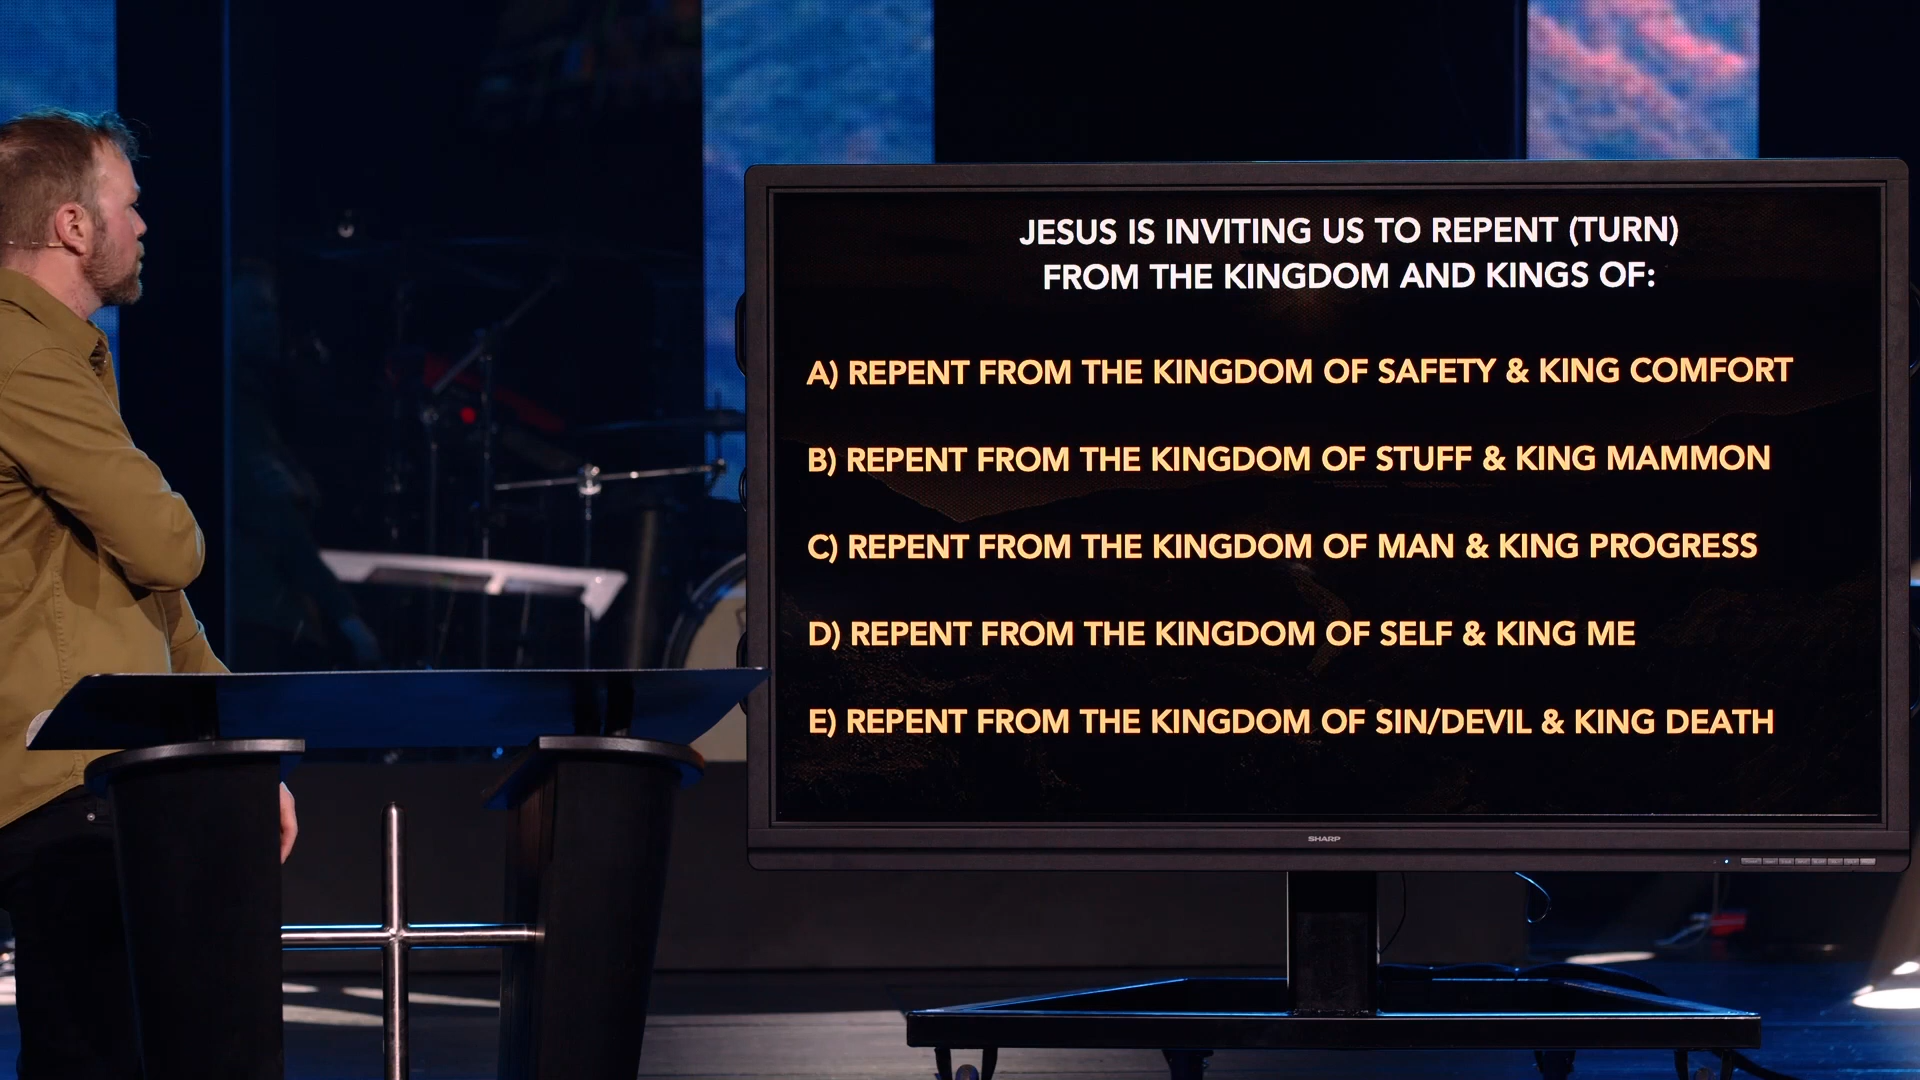 JESUS IS INVITING US TO REPENT (TURN)
FROM THE KINGDOM AND KINGS OF:
A) REPENT FROM THE KINGDOM OF SAFETY & KING COMFORT
B) REPENT FROM THE KINGDOM OF STUFF & KING MAMMON
C) REPENT FROM THE KINGDOM OF MAN & KING PROGRESS
D) REPENT FROM THE KINGDOM OF SELF & KING ME
E) REPENT FROM THE KINGDOM OF SIN/DEVIL & KING DEATH
SHARP